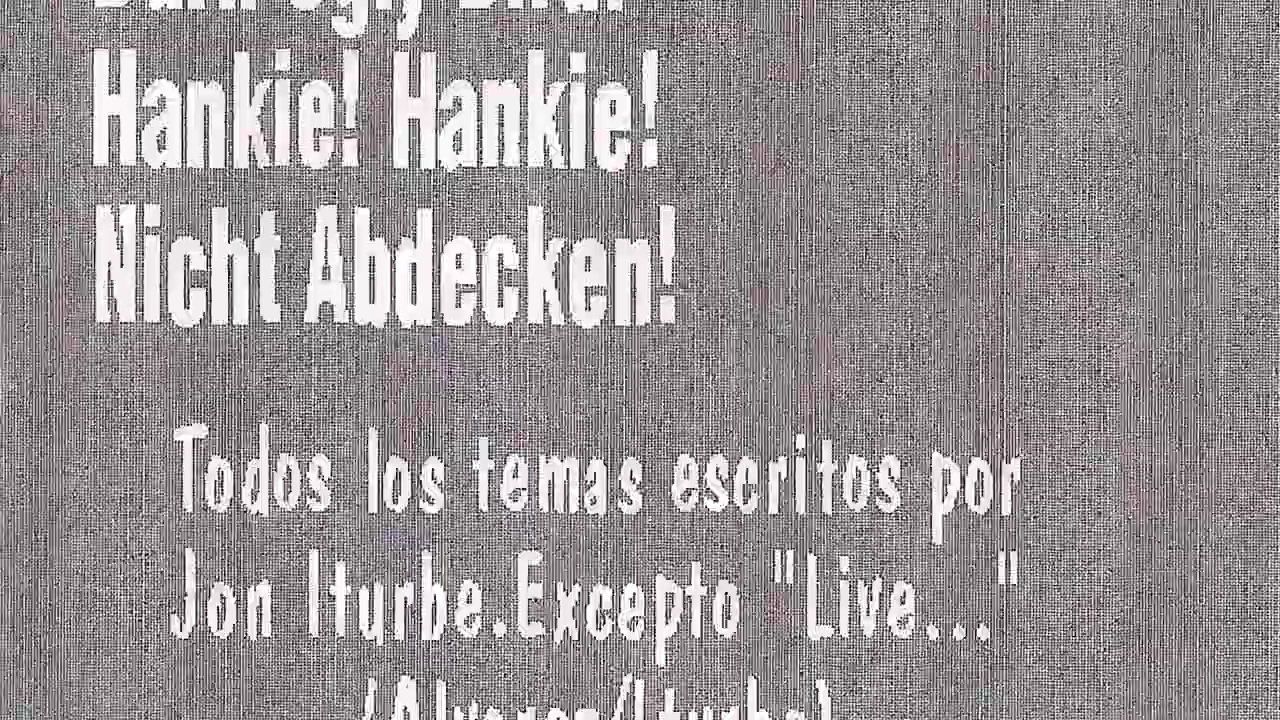 Hankie! Hankie!
Nicht Abdecken!
Todos los temas escritos por
Jon Iturbe.Excepto "Live..."